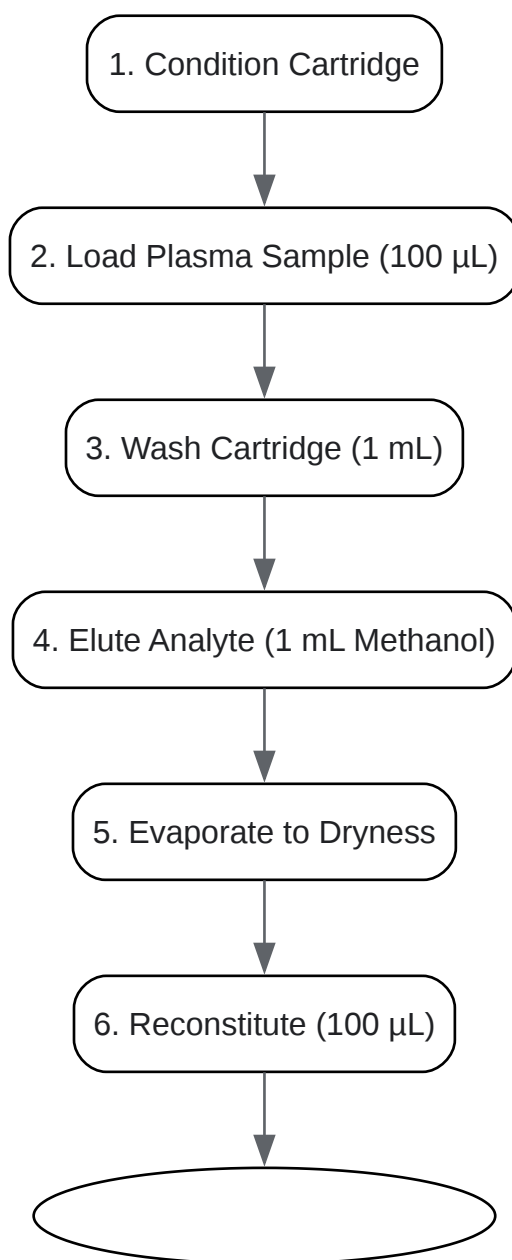 1. Condition Cartridge
2. Load Plasma Sample (100 µL)
3. Wash Cartridge (1 mL)
4. Elute Analyte (1 mL Methanol)
5. Evaporate to Dryness
6. Reconstitute (100 µL)